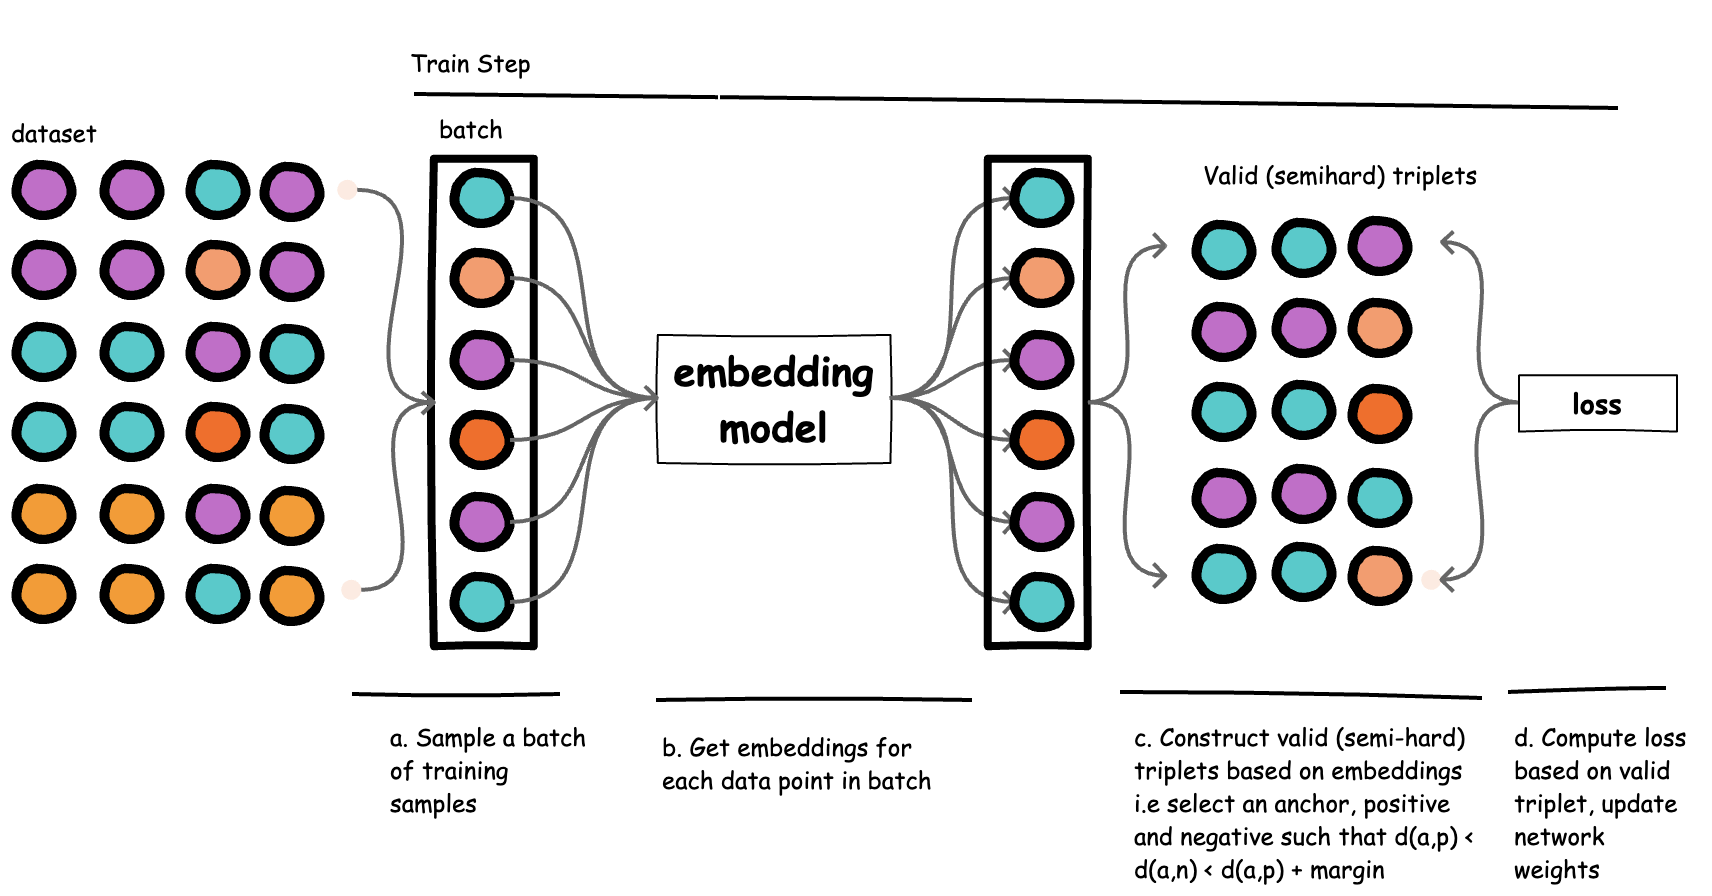 Train Step
dataset
batch
Valid (semihard) triplets
embedding
model
loss
a. Sample a batch
of training
samples
b. Get embeddings for
each data point in batch
c. Construct valid (semi-hard)
triplets based on embeddings
i.e select an anchor, positive
and negative such that d(a,p) <
d(a,n) < d(a,p) + margin
d. Compute loss
based on valid
triplet, update
network
weights